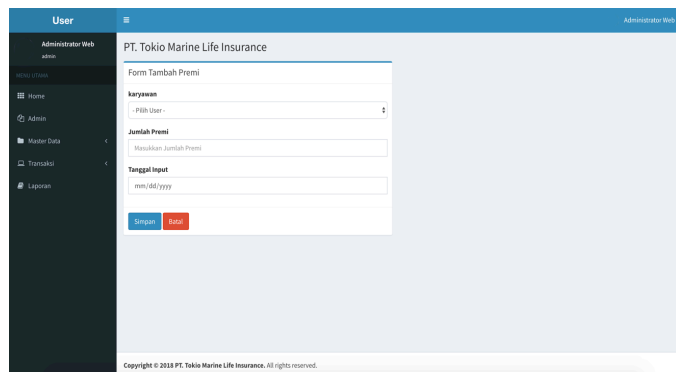 User
Administrator Web
Administrator Web
admin
MENU UTAMA
Home
Admin
Master Data
Transaksi
Laporan
PT. Tokio Marine Life Insurance
Form Tambah Premi
karyawan
- Pilih User -
Jumlah Premi
Masukkan Jumlah Premi
Tanggal Input
mm/dd/yyyy
Simpan Batal
Copyright © 2018 PT. Tokio Marine Life Insurance. All rights reserved.